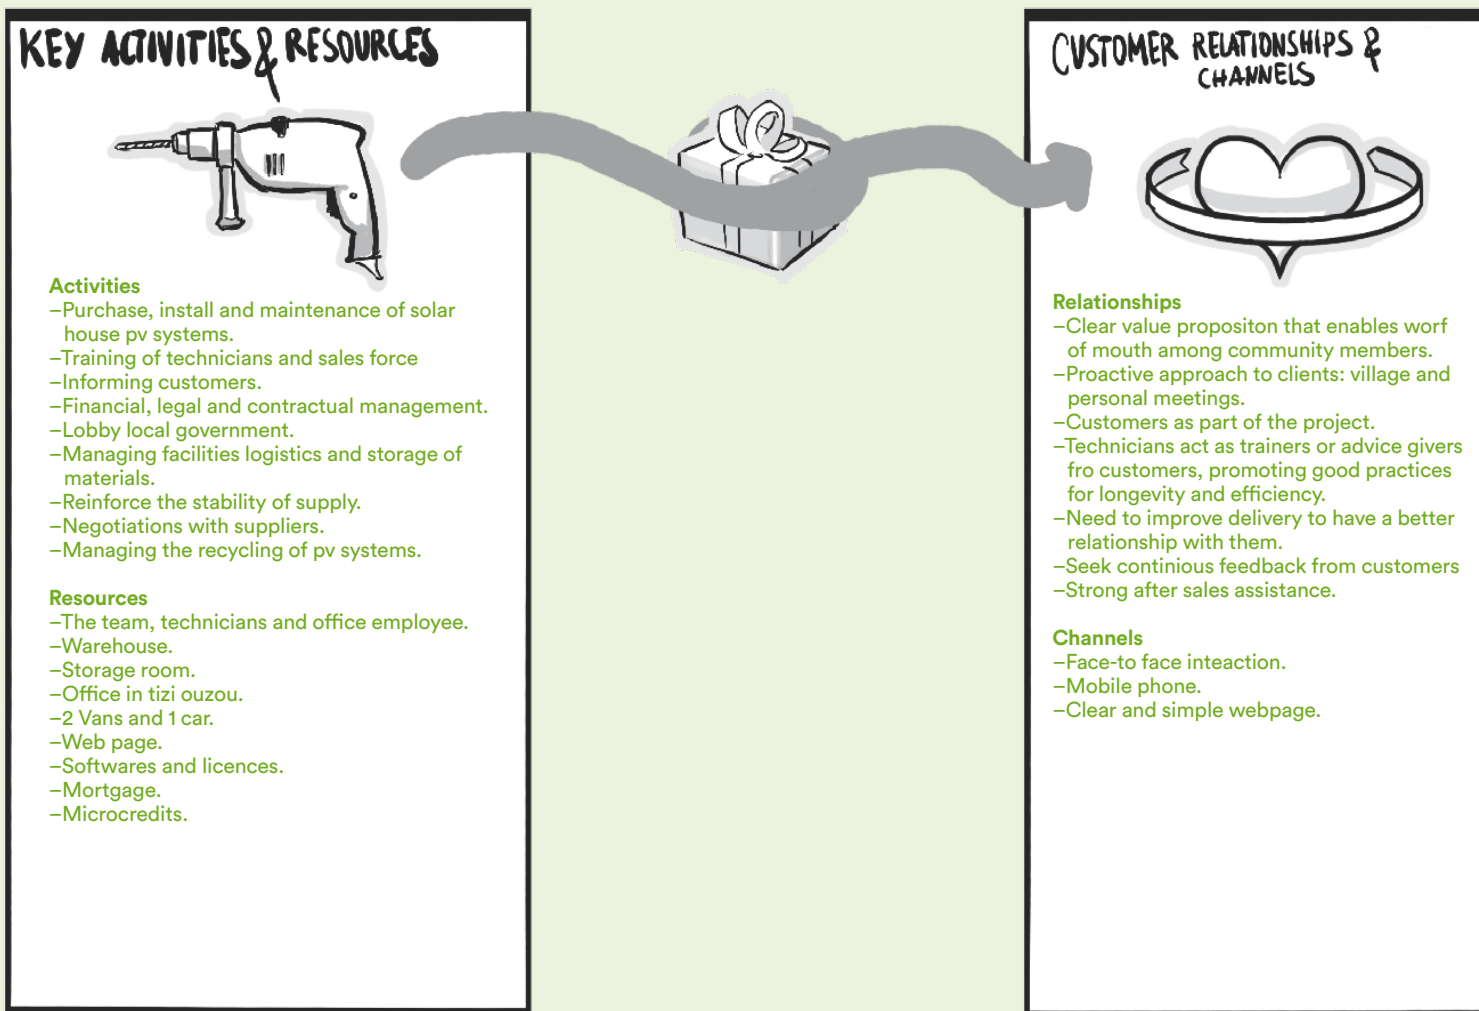 KEY ACTIVITIES & RESOURCES
Activities
–Purchase, install and maintenance of solar
house pv systems.
–Training of technicians and sales force
–Informing customers.
–Financial, legal and contractual management.
–Lobby local government.
–Managing facilities logistics and storage of
materials.
–Reinforce the stability of supply.
–Negotiations with suppliers.
–Managing the recycling of pv systems.
Resources
–The team, technicians and office employee.
–Warehouse.
–Storage room.
–Office in tizi ouzou.
–2 Vans and 1 car.
–Web page.
–Softwares and licences.
–Mortgage.
–Microcredits.
CUSTOMER RELATIONSHIPS &
CHANNELS
Relationships
–Clear value propositon that enables worf
of mouth among community members.
–Proactive approach to clients: village and
personal meetings.
–Customers as part of the project.
–Technicians act as trainers or advice givers
fro customers, promoting good practices
for longevity and efficiency.
–Need to improve delivery to have a better
relationship with them.
–Seek continious feedback from customers
–Strong after sales assistance.
Channels
–Face-to face inteaction.
–Mobile phone.
–Clear and simple webpage.